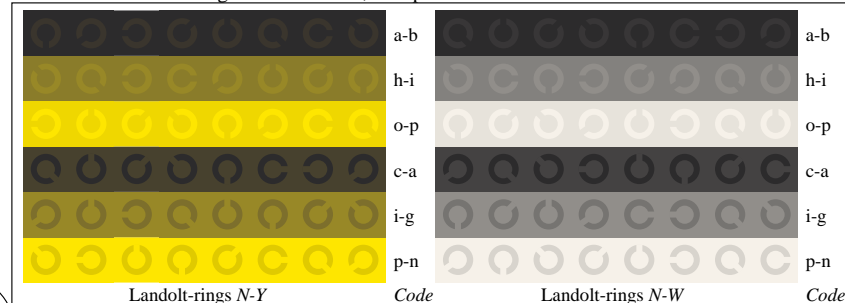 a-b a-b
h-i h-i
o-p o-p
c-a c-a
i-g i-g
p-n p-n
Landolt-rings N-Y Code Landolt-rings N-W Code